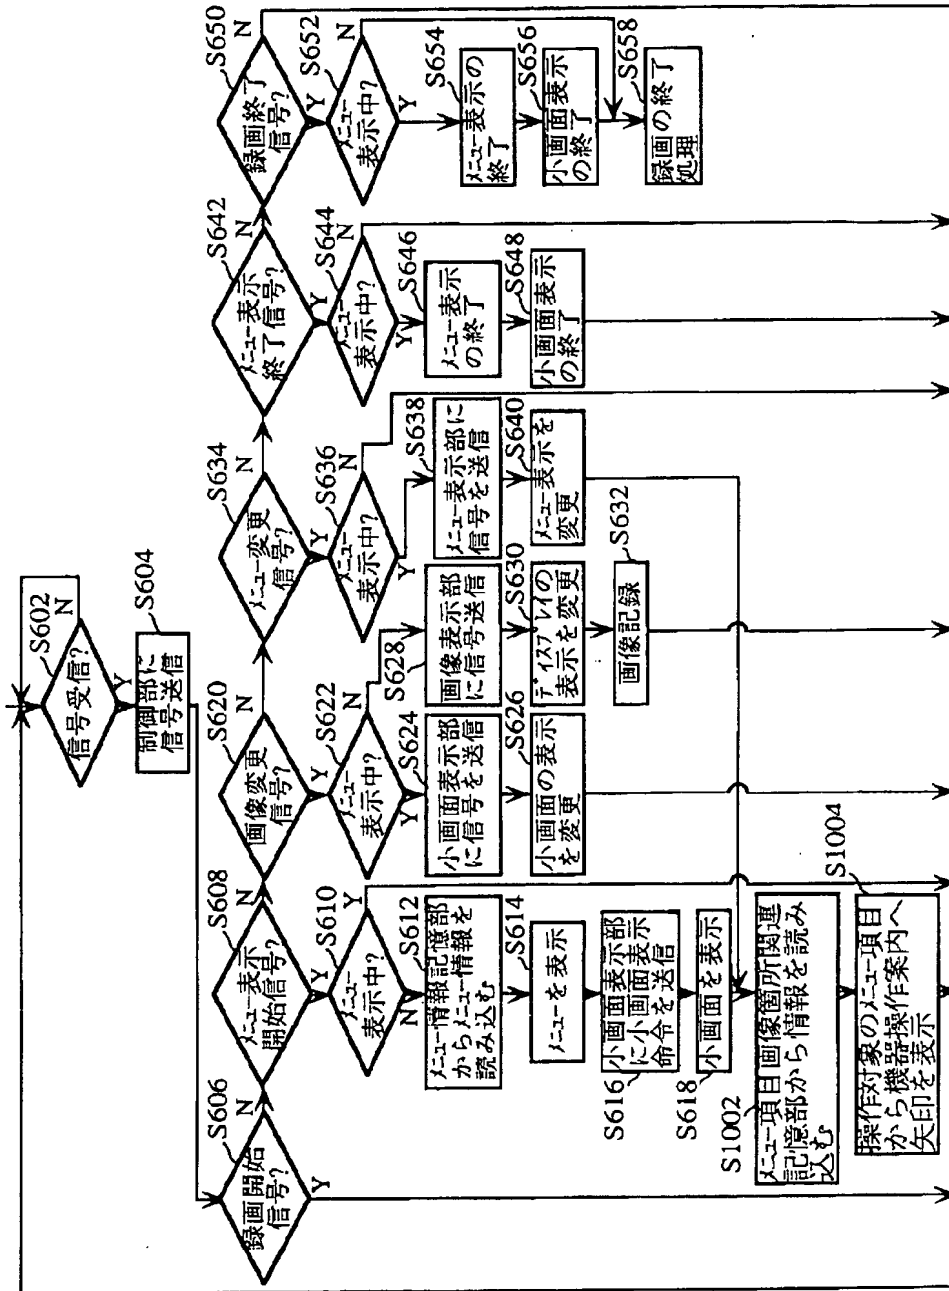 信号受信?
S602
N
Y
制御部に
信号送信
S604
録画開始
信号?
S606
N
Y
メニュー表示
開始信号?
S608
N
Y
メニュー
表示中?
S610
Y
N
メニュー情報記憶部
からメニュー情報を
読み込む
S612
メニューを表示
S614
小画面表示部
に小画面表示
命令を送信
S616
小画面を表示
S618
メニュー項目画像箇所関連
記憶部から情報を読み
込む
S1002
操作対象のメニュー項目
から機器操作案内へ
矢印を表示
S1004
画像変更
信号?
S620
N
Y
メニュー
表示中?
S622
N
Y
小画面表示部
に信号を送信
S624
小画面の表示
を変更
S626
画像表示部
に信号送信
S628
ディスプレイの
表示を変更
S630
画像記録
S632
メニュー変更
信号?
S634
N
Y
メニュー
表示中?
S636
N
Y
メニュー表示部に
信号を送信
S638
メニュー表示を
変更
S640
メニュー表示
終了信号?
S642
N
Y
メニュー
表示中?
S644
N
Y
メニュー表示
の終了
S646
小画面表示
の終了
S648
録画終了
信号?
S650
N
Y
メニュー
表示中?
S652
N
Y
メニュー表示の
終了
S654
小画面表示
の終了
S656
録画の終了
処理
S658